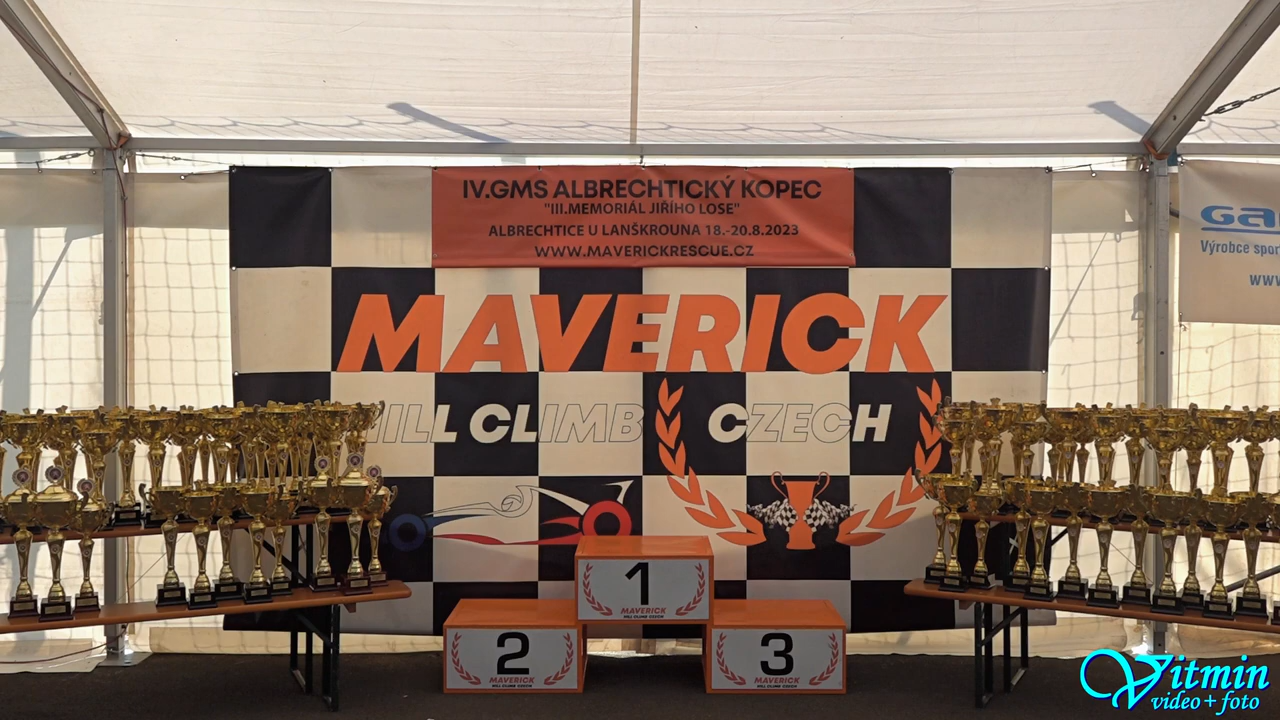 IV.GMS ALBRECHTICKÝ KOPEC
"III.MEMORIÁL JIŘÍHO LOSE"
ALBRECHTICE U LANŠKROUNA 18.-20.8.2023
WWW.MAVERICKRESCUE.CZ
MAVERICK
HILL CLIMB CZECH
Výrobce
www
1
MAVERICK
HILL CLIMB CZECH
2
MAVERICK
HILL CLIMB CZECH
3
MAVERICK
HILL CLIMB CZECH
Vitmin
video+foto